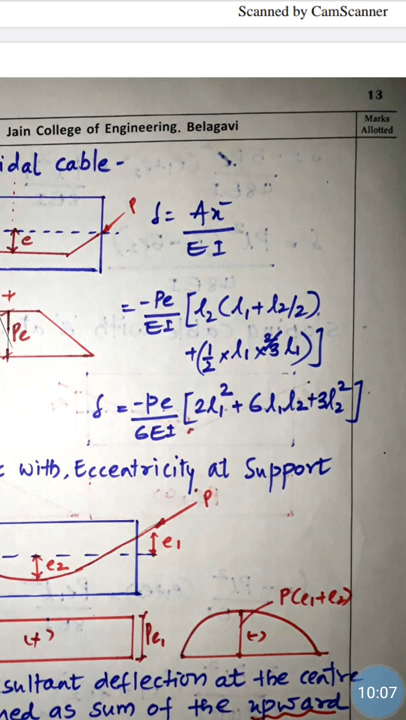 Scanned by CamScanner
13
Jain College of Engineering, Belagavi
Marks
Allotted
idal cable -
P
e
δ = Ax̄
EI
+
Pe
= -Pe/EI [l₂(l₁ + l₂/2)
+(½ × l₁ × 2/3 l₁)]
δ = -Pe/6EI [2l₁² + 6l₁l₂ + 3l₂²]
with, Eccentricity at Support
P
e₁
e₂
P(e₁+e₂)
(+)
Pe₁
(-)
sultant deflection at the centre
ned as sum of the upward
10:07